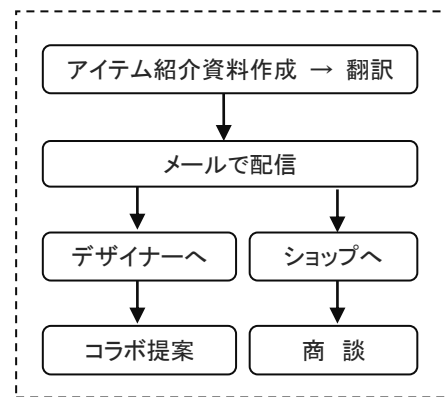 アイテム紹介資料作成 → 翻訳
メールで配信
デザイナーへ
ショップへ
コラボ提案
商 談